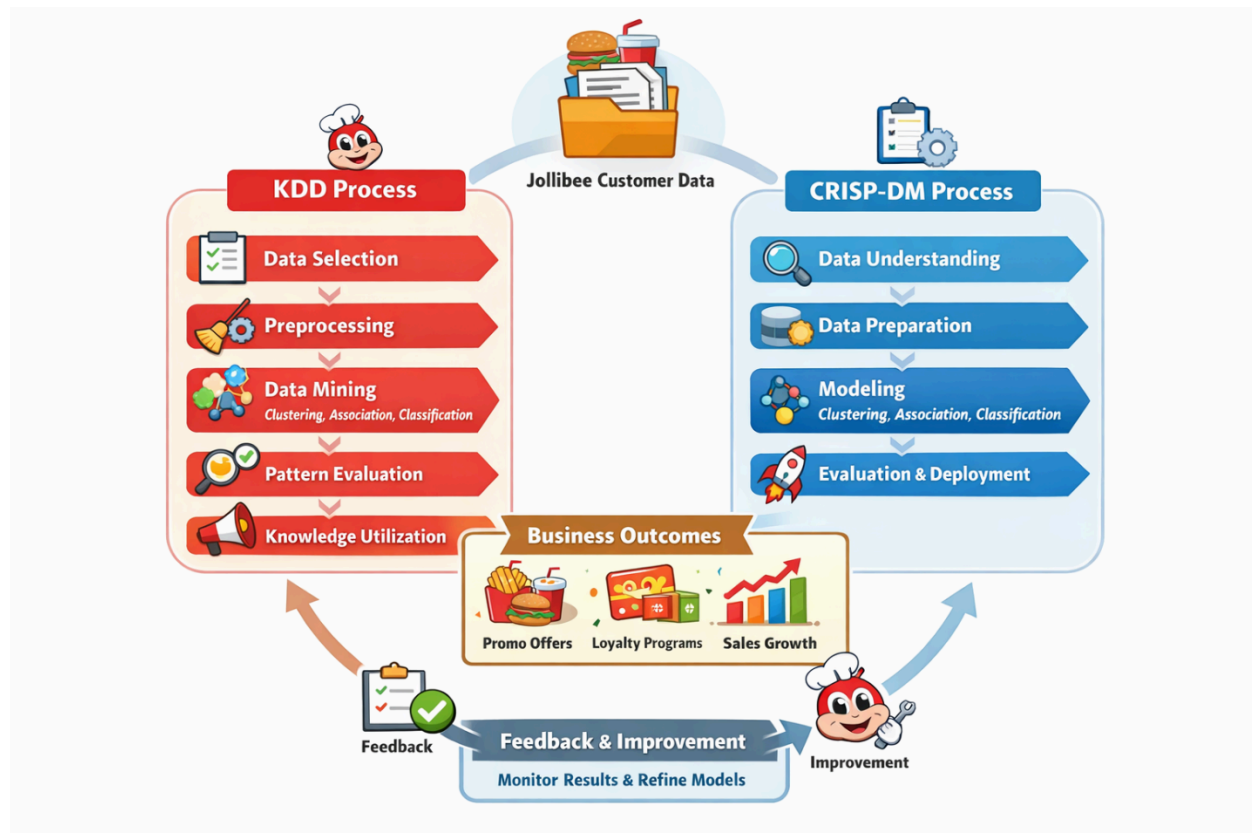 Jollibee Customer Data
KDD Process
Data Selection
Preprocessing
Data Mining
Clustering, Association, Classification
Pattern Evaluation
Knowledge Utilization
CRISP-DM Process
Data Understanding
Data Preparation
Modeling
Clustering, Association, Classification
Evaluation & Deployment
Business Outcomes
Promo Offers
Loyalty Programs
Sales Growth
Feedback
Feedback & Improvement
Monitor Results & Refine Models
Improvement